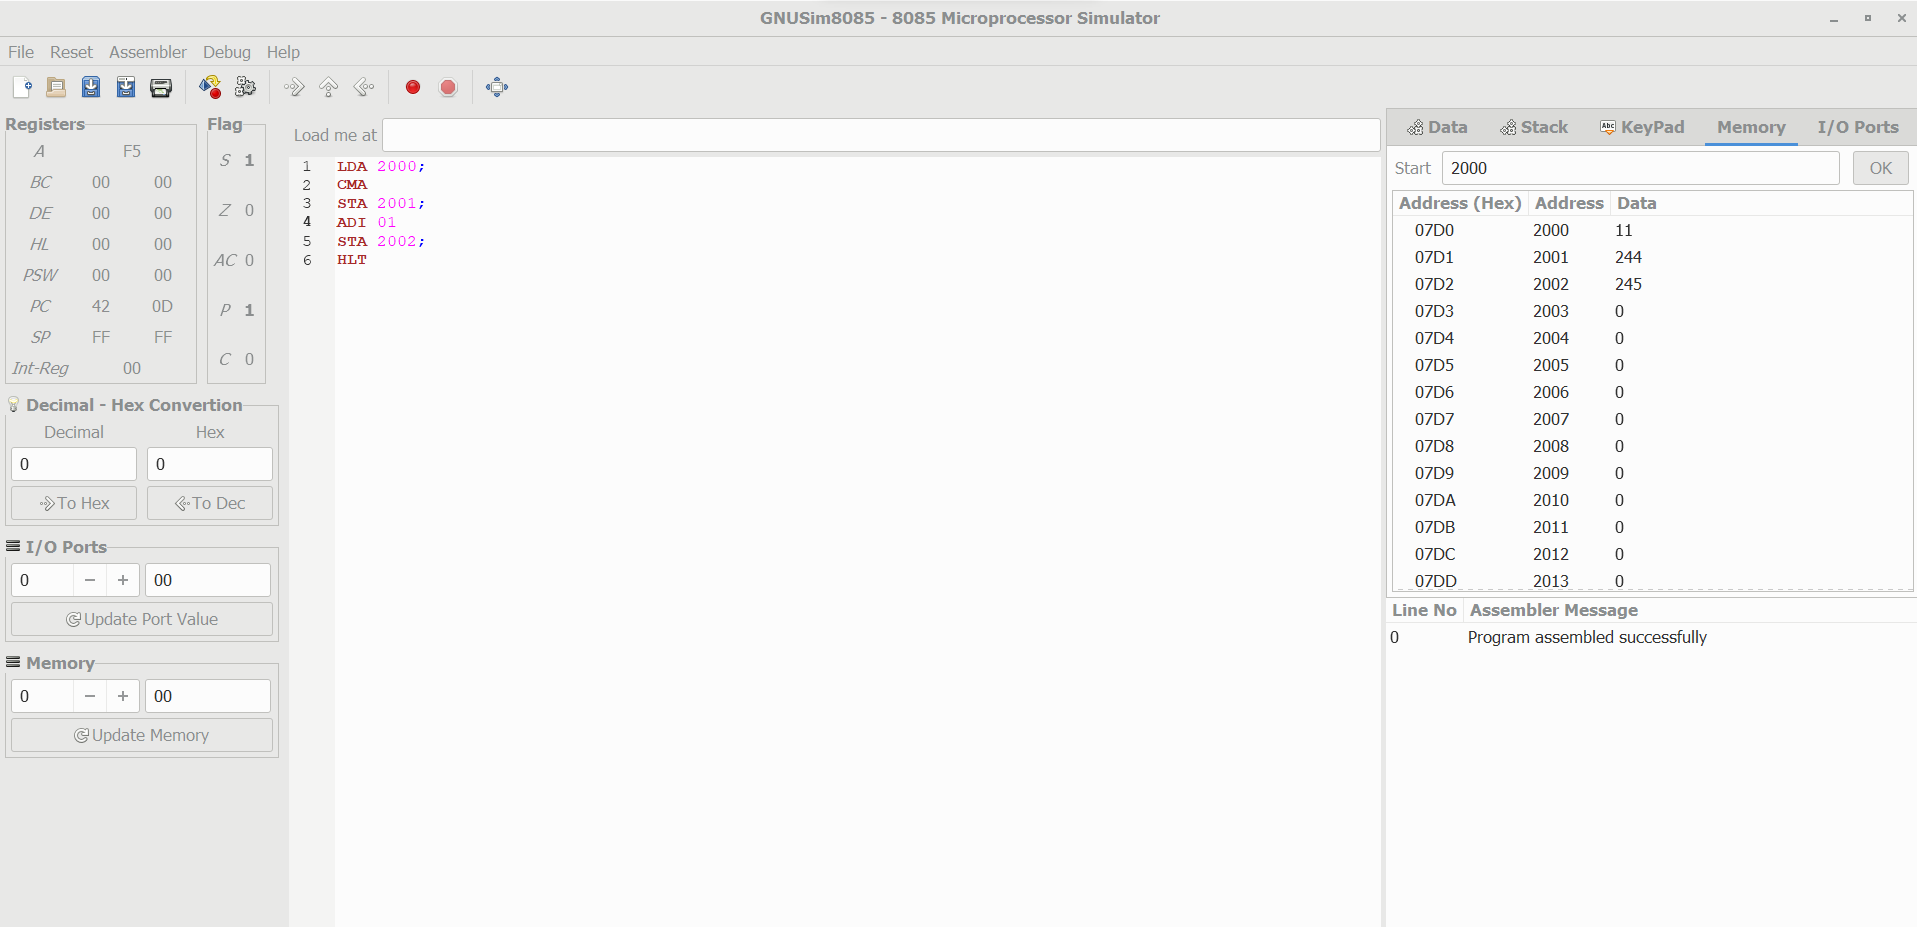 GNUSim8085 - 8085 Microprocessor Simulator
File Reset Assembler Debug Help
Registers
A F5
BC 00 00
DE 00 00
HL 00 00
PSW 00 00
PC 42 0D
SP FF FF
Int-Reg 00
Flag
S 1
Z 0
AC 0
P 1
C 0
Decimal - Hex Convertion
Decimal Hex
0 0
To Hex To Dec
I/O Ports
0 − + 00
Update Port Value
Memory
0 − + 00
Update Memory
Load me at
1 LDA 2000;
2 CMA
3 STA 2001;
4 ADI 01
5 STA 2002;
6 HLT
Data Stack Abc KeyPad Memory I/O Ports
Start 2000 OK
Address (Hex) Address Data
07D0 2000 11
07D1 2001 244
07D2 2002 245
07D3 2003 0
07D4 2004 0
07D5 2005 0
07D6 2006 0
07D7 2007 0
07D8 2008 0
07D9 2009 0
07DA 2010 0
07DB 2011 0
07DC 2012 0
07DD 2013 0
Line No Assembler Message
0 Program assembled successfully